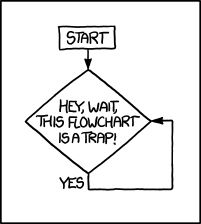 START
HEY, WAIT,
THIS FLOWCHART
IS A TRAP!
YES